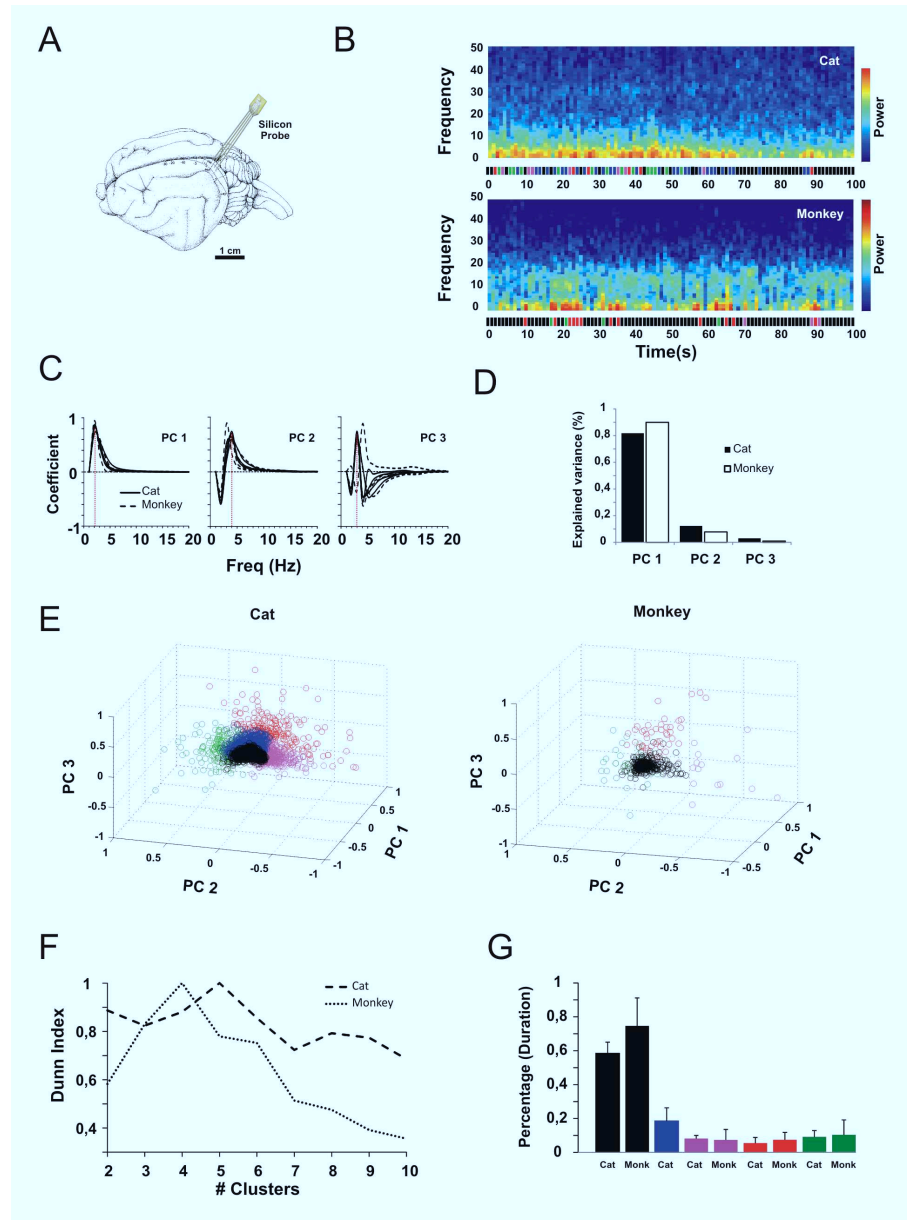 A
Silicon
Probe
1 cm
B
Frequency
50
40
30
20
10
0
Cat
Power
0 10 20 30 40 50 60 70 80 90 100
Frequency
50
40
30
20
10
0
Monkey
Power
0 10 20 30 40 50 60 70 80 90 100
Time(s)
C
Coefficient
1
0
-1
PC 1
Cat
Monkey
0 5 10 15 20
PC 2
0 5 10 15 20
PC 3
0 5 10 15 20
Freq (Hz)
D
Explained variance (%)
1
0,8
0,6
0,4
0,2
0
Cat
Monkey
PC 1 PC 2 PC 3
E
Cat
PC 3
1
0.5
0
-0.5
-1
1 0.5 0 -0.5 -1
PC 2
-1 -0.5 0 0.5 1
PC 1
Monkey
PC 3
1
0.5
0
-0.5
-1
1 0.5 0 -0.5 -1
PC 2
-0.5 0 0.5 1
PC 1
F
Dunn Index
1
0,8
0,6
0,4
Cat
Monkey
2 3 4 5 6 7 8 9 10
# Clusters
G
Percentage (Duration)
1
0,8
0,6
0,4
0,2
0
Cat Monk Cat Cat Monk Cat Monk Cat Monk